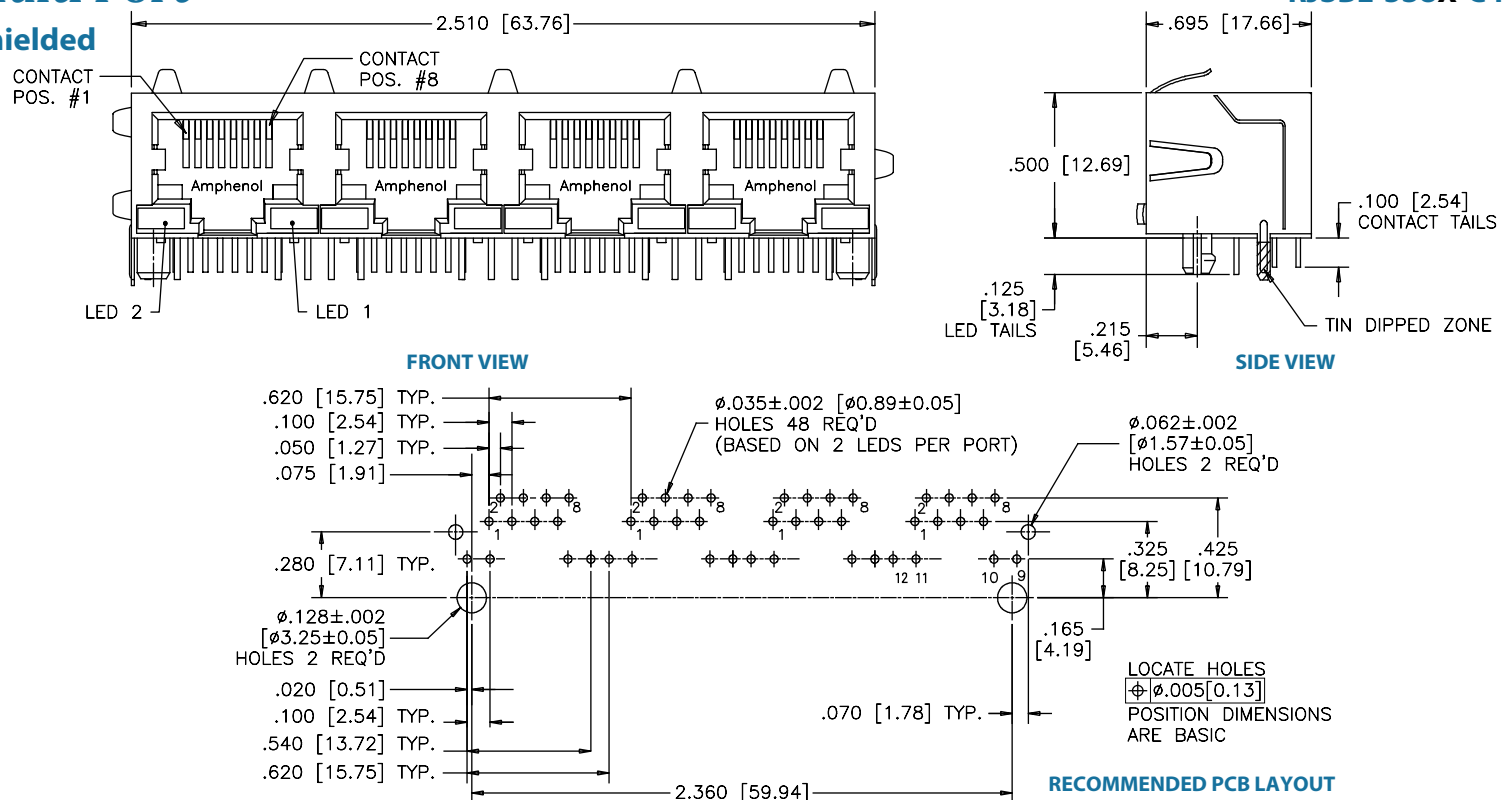 hielded
2.510 [63.76]
.695 [17.66]
CONTACT
POS. #1
CONTACT
POS. #8
Amphenol
Amphenol
Amphenol
Amphenol
LED 2
LED 1
.500 [12.69]
.100 [2.54]
CONTACT TAILS
.125
[3.18]
LED TAILS
.215
[5.46]
TIN DIPPED ZONE
FRONT VIEW
SIDE VIEW
.620 [15.75] TYP.
.100 [2.54] TYP.
.050 [1.27] TYP.
.075 [1.91]
ø.035±.002 [ø0.89±0.05]
HOLES 48 REQ'D
(BASED ON 2 LEDS PER PORT)
ø.062±.002
[ø1.57±0.05]
HOLES 2 REQ'D
2 8 2 8 2 8 2 8
1 1 1 1
.280 [7.11] TYP.
.325
[8.25]
.425
[10.79]
12 11 10 9
ø.128±.002
[ø3.25±0.05]
HOLES 2 REQ'D
.165
[4.19]
.020 [0.51]
.100 [2.54] TYP.
.540 [13.72] TYP.
.620 [15.75] TYP.
.070 [1.78] TYP.
LOCATE HOLES
ø.005[0.13]
POSITION DIMENSIONS
ARE BASIC
2.360 [59.94]
RECOMMENDED PCB LAYOUT